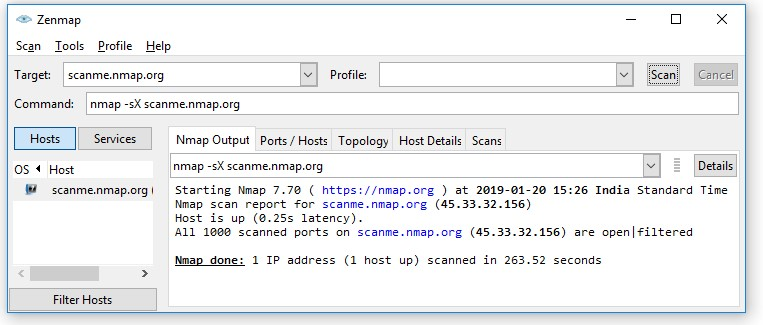 Zenmap
Scan Tools Profile Help
Target: scanme.nmap.org Profile: Scan Cancel
Command: nmap -sX scanme.nmap.org
Hosts Services
Nmap Output Ports / Hosts Topology Host Details Scans
OS Host
scanme.nmap.org (
nmap -sX scanme.nmap.org Details
Starting Nmap 7.70 ( https://nmap.org ) at 2019-01-20 15:26 India Standard Time
Nmap scan report for scanme.nmap.org (45.33.32.156)
Host is up (0.25s latency).
All 1000 scanned ports on scanme.nmap.org (45.33.32.156) are open|filtered
Nmap done: 1 IP address (1 host up) scanned in 263.52 seconds
Filter Hosts